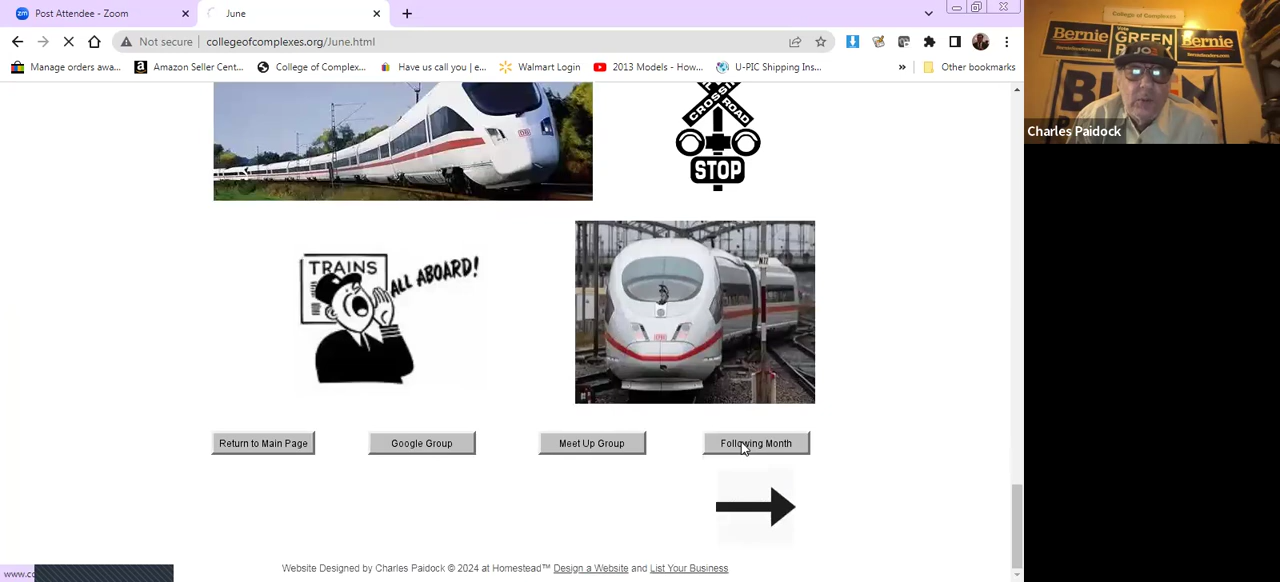 Post Attendee - Zoom
June
Not secure
collegeofcomplexes.org/June.html
Manage orders awa...
Amazon Seller Cent...
College of Complex...
Have us call you | e...
Walmart Login
2013 Models - How...
U-PIC Shipping Ins...
Other bookmarks
CROSSING
ROAD
STOP
TRAINS
ALL ABOARD!
Return to Main Page
Google Group
Meet Up Group
Following Month
Website Designed by Charles Paidock © 2024 at Homestead™ Design a Website and List Your Business
College of Complexes
Bernie
GREEN
Bernie
Charles Paidock